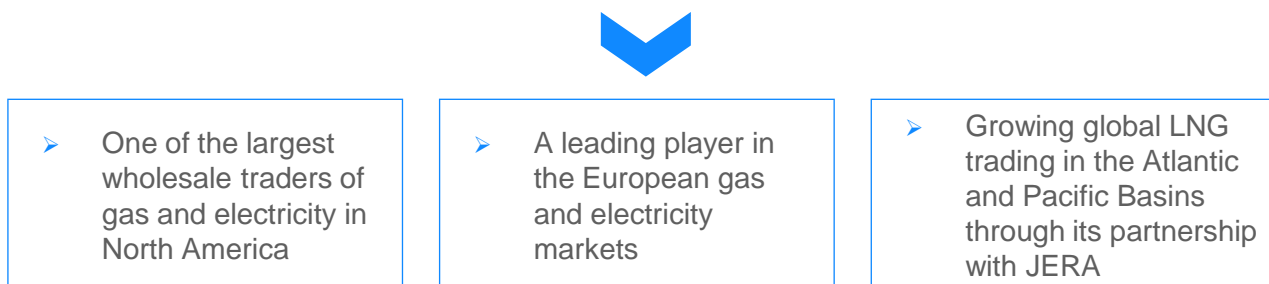 One of the largest
wholesale traders of
gas and electricity in
North America
A leading player in
the European gas
and electricity
markets
Growing global LNG
trading in the Atlantic
and Pacific Basins
through its partnership
with JERA